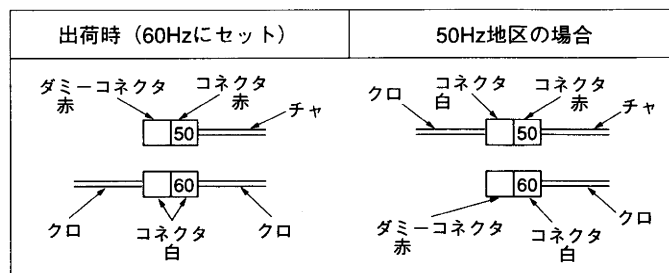 出荷時（60Hzにセット）
ダミーコネクタ
赤
コネクタ
赤
チャ
50
60
クロ
コネクタ
白
クロ
50Hz地区の場合
クロ
コネクタ
白
コネクタ
赤
チャ
50
60
ダミーコネクタ
赤
コネクタ
白
クロ